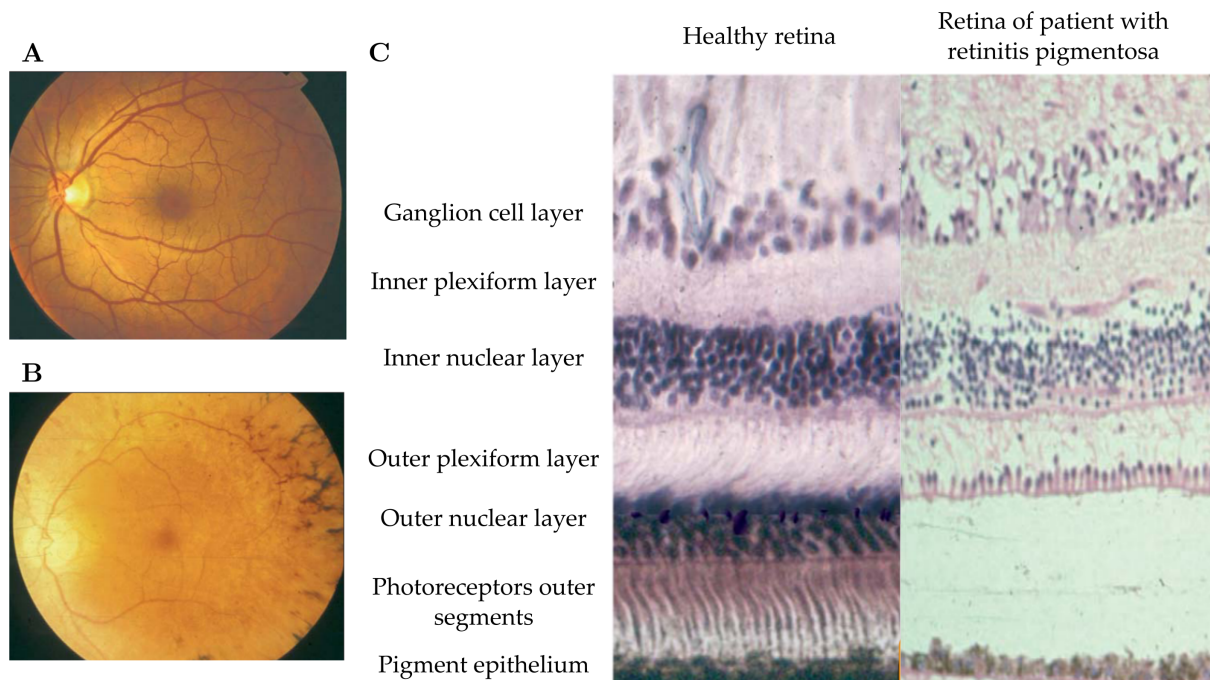 A
B
C
Healthy retina
Retina of patient with
retinitis pigmentosa
Ganglion cell layer
Inner plexiform layer
Inner nuclear layer
Outer plexiform layer
Outer nuclear layer
Photoreceptors outer
segments
Pigment epithelium